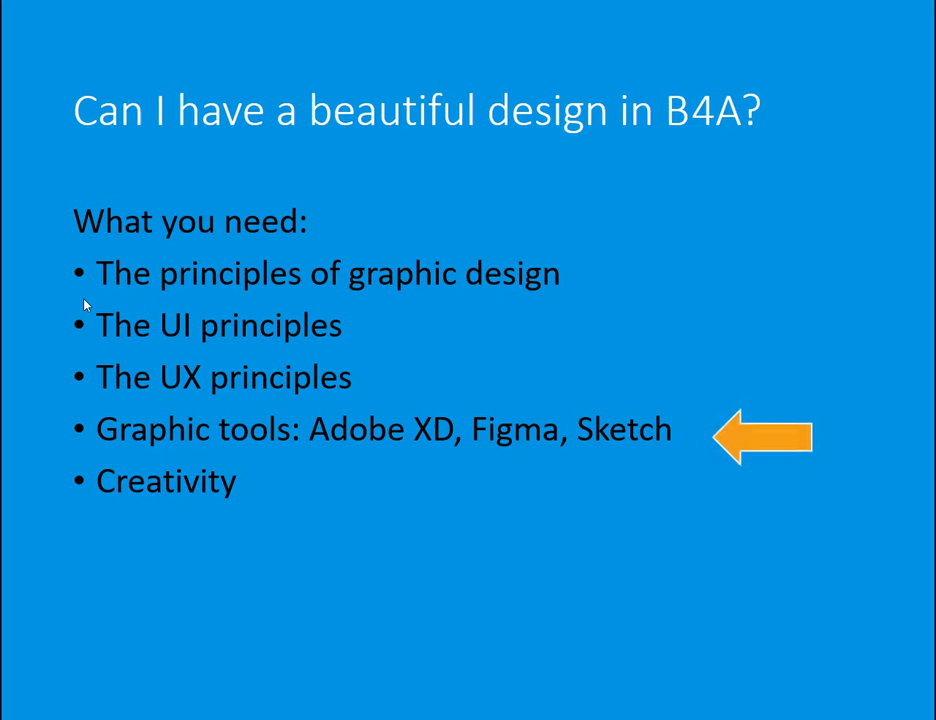 Can I have a beautiful design in B4A?
What you need:
• The principles of graphic design
• The UI principles
• The UX principles
• Graphic tools: Adobe XD, Figma, Sketch
• Creativity